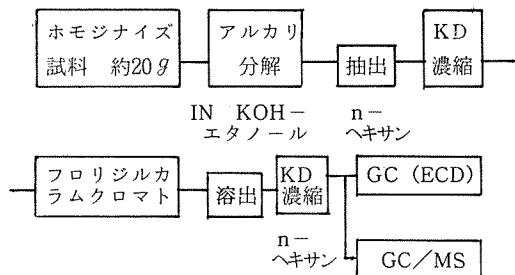 ホモジナイズ
試料 約20g
アルカリ
分解
抽出
KD
濃縮
IN KOH-
エタノール
n-
ヘキサン
フロリジルカ
ラムクロマト
溶出
KD
濃縮
GC (ECD)
n-
ヘキサン
GC/MS